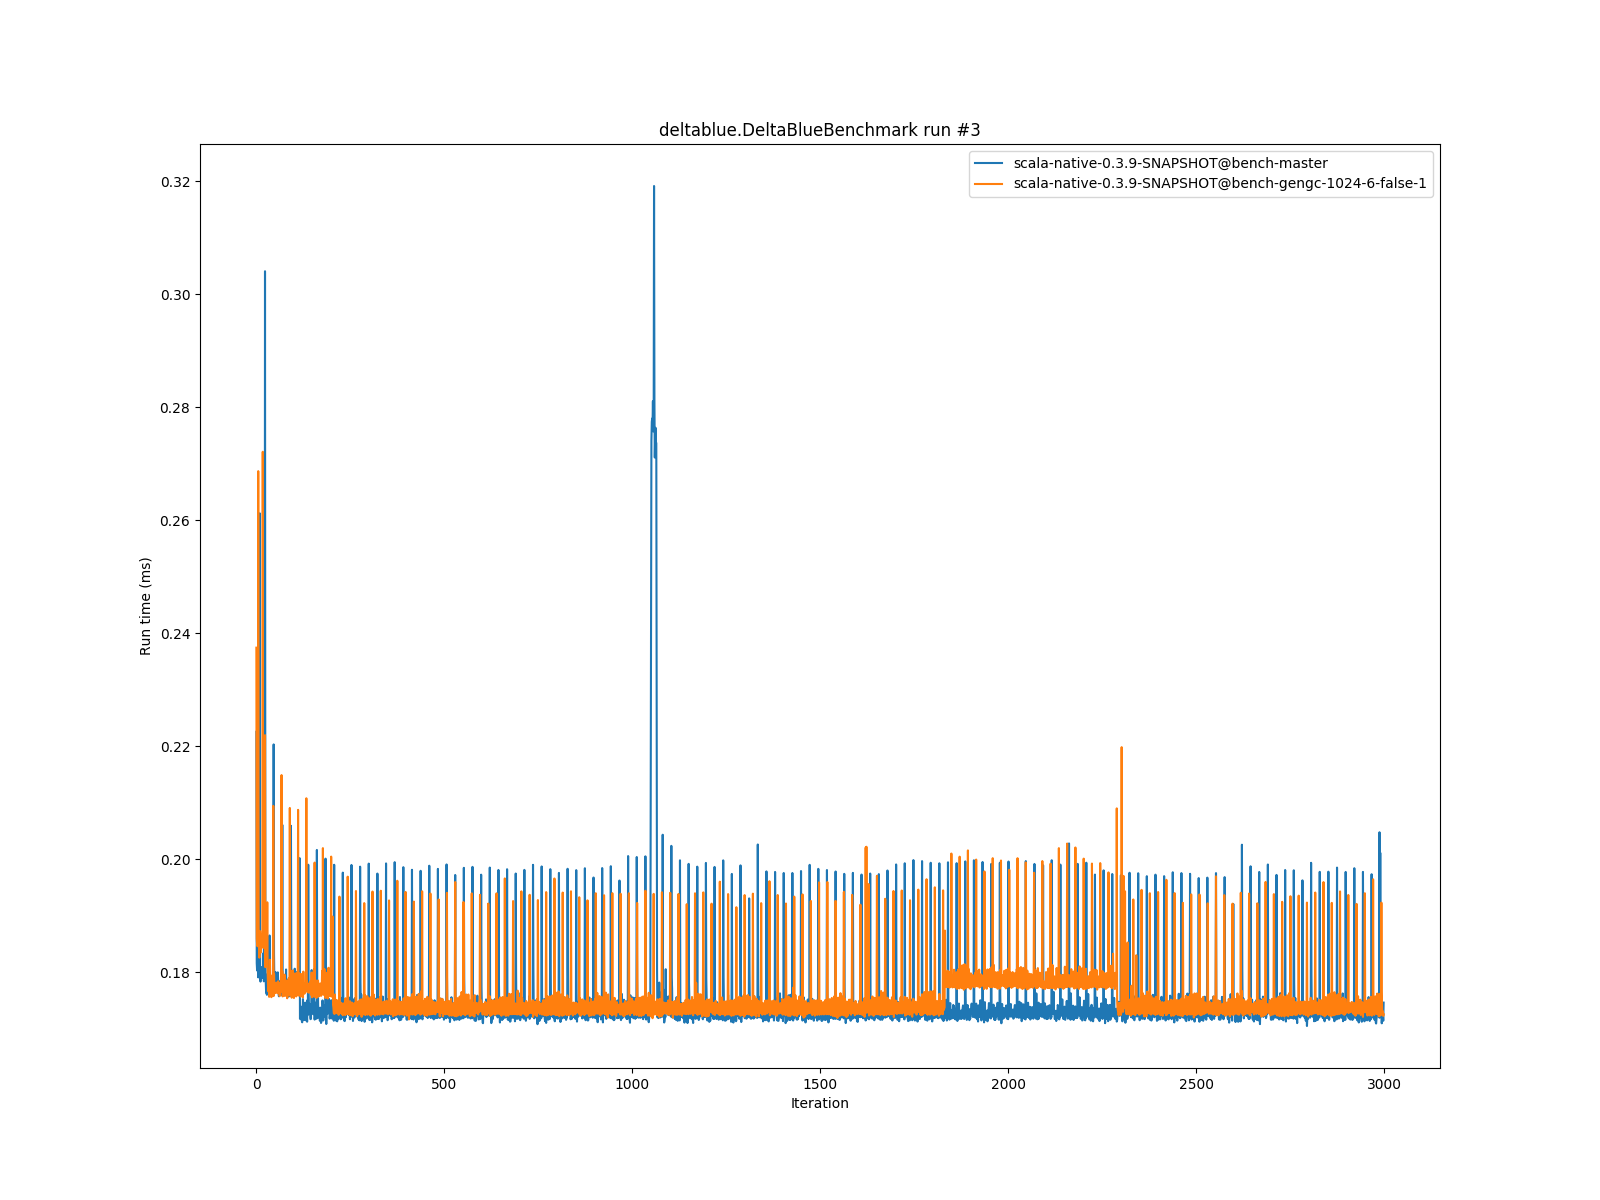 deltablue.DeltaBlueBenchmark run #3
scala-native-0.3.9-SNAPSHOT@bench-master
scala-native-0.3.9-SNAPSHOT@bench-gengc-1024-6-false-1
Run time (ms)
0.32
0.30
0.28
0.26
0.24
0.22
0.20
0.18
0 500 1000 1500 2000 2500 3000
Iteration